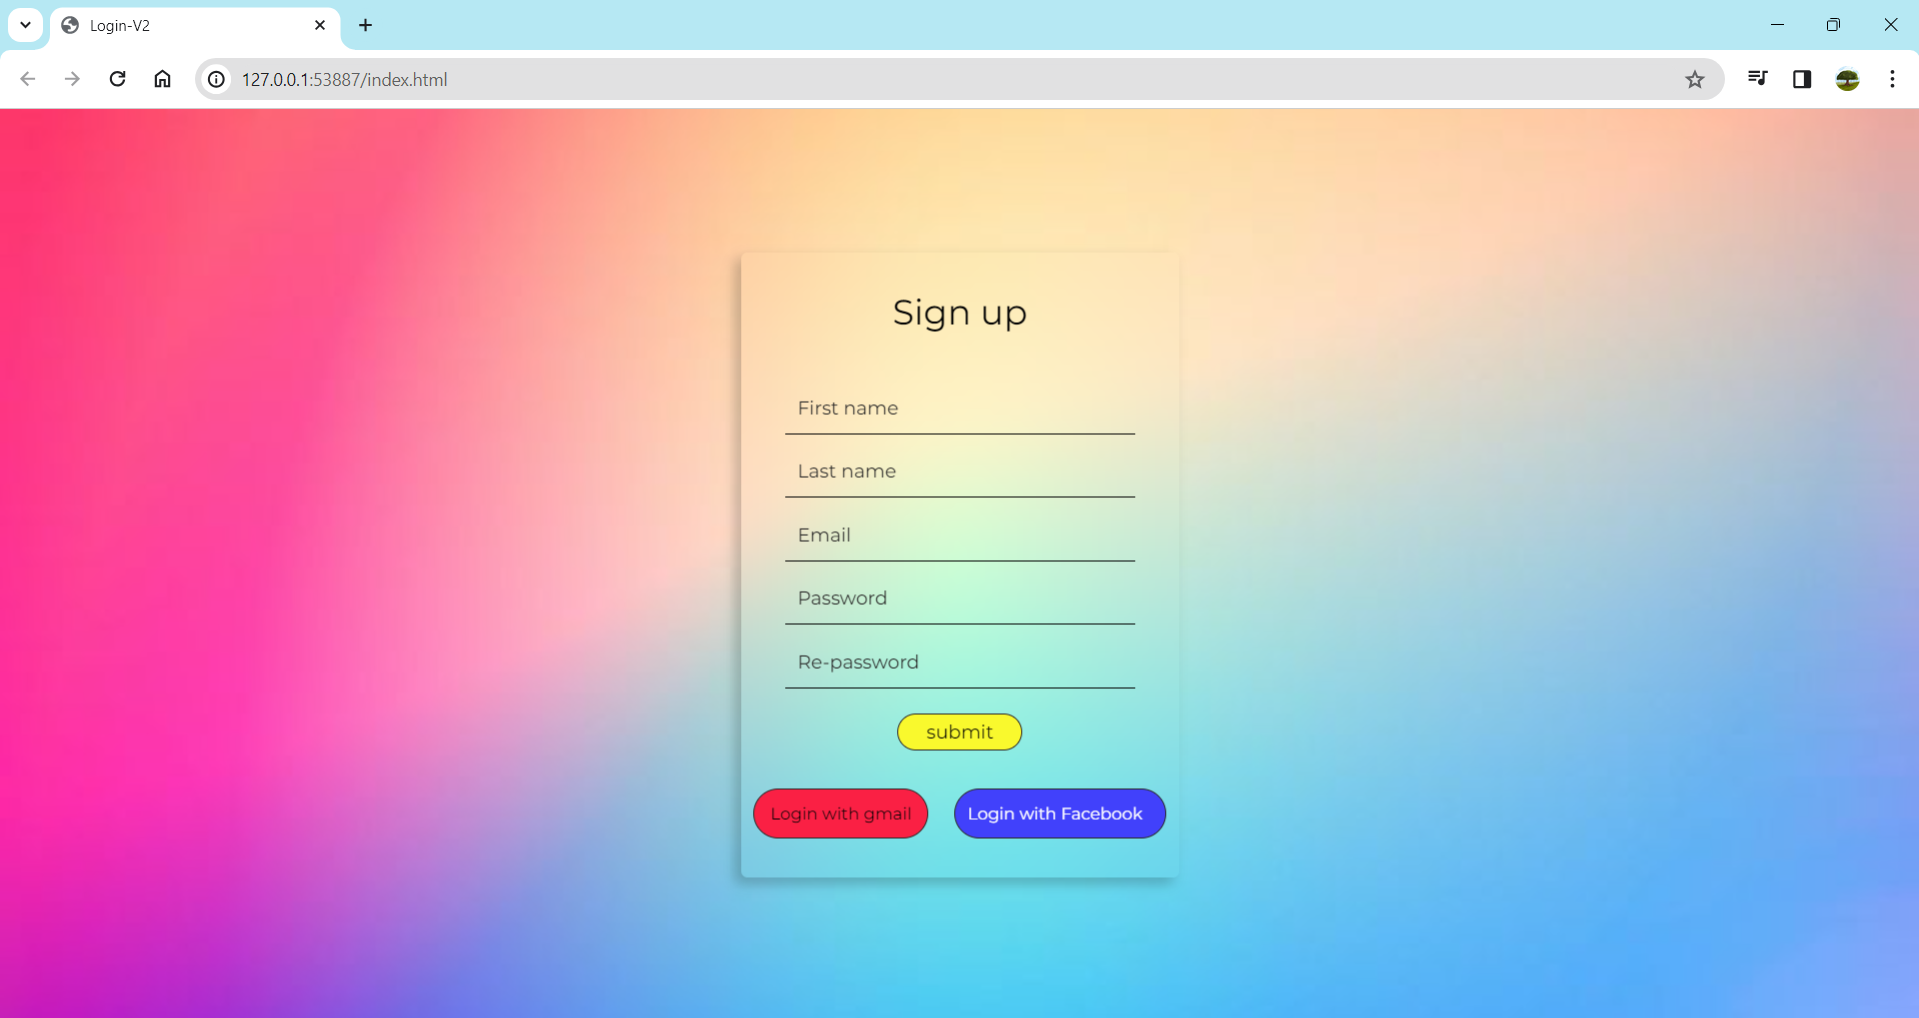 Login-V2
127.0.0.1:53887/index.html
Sign up
First name
Last name
Email
Password
Re-password
submit
Login with gmail
Login with Facebook